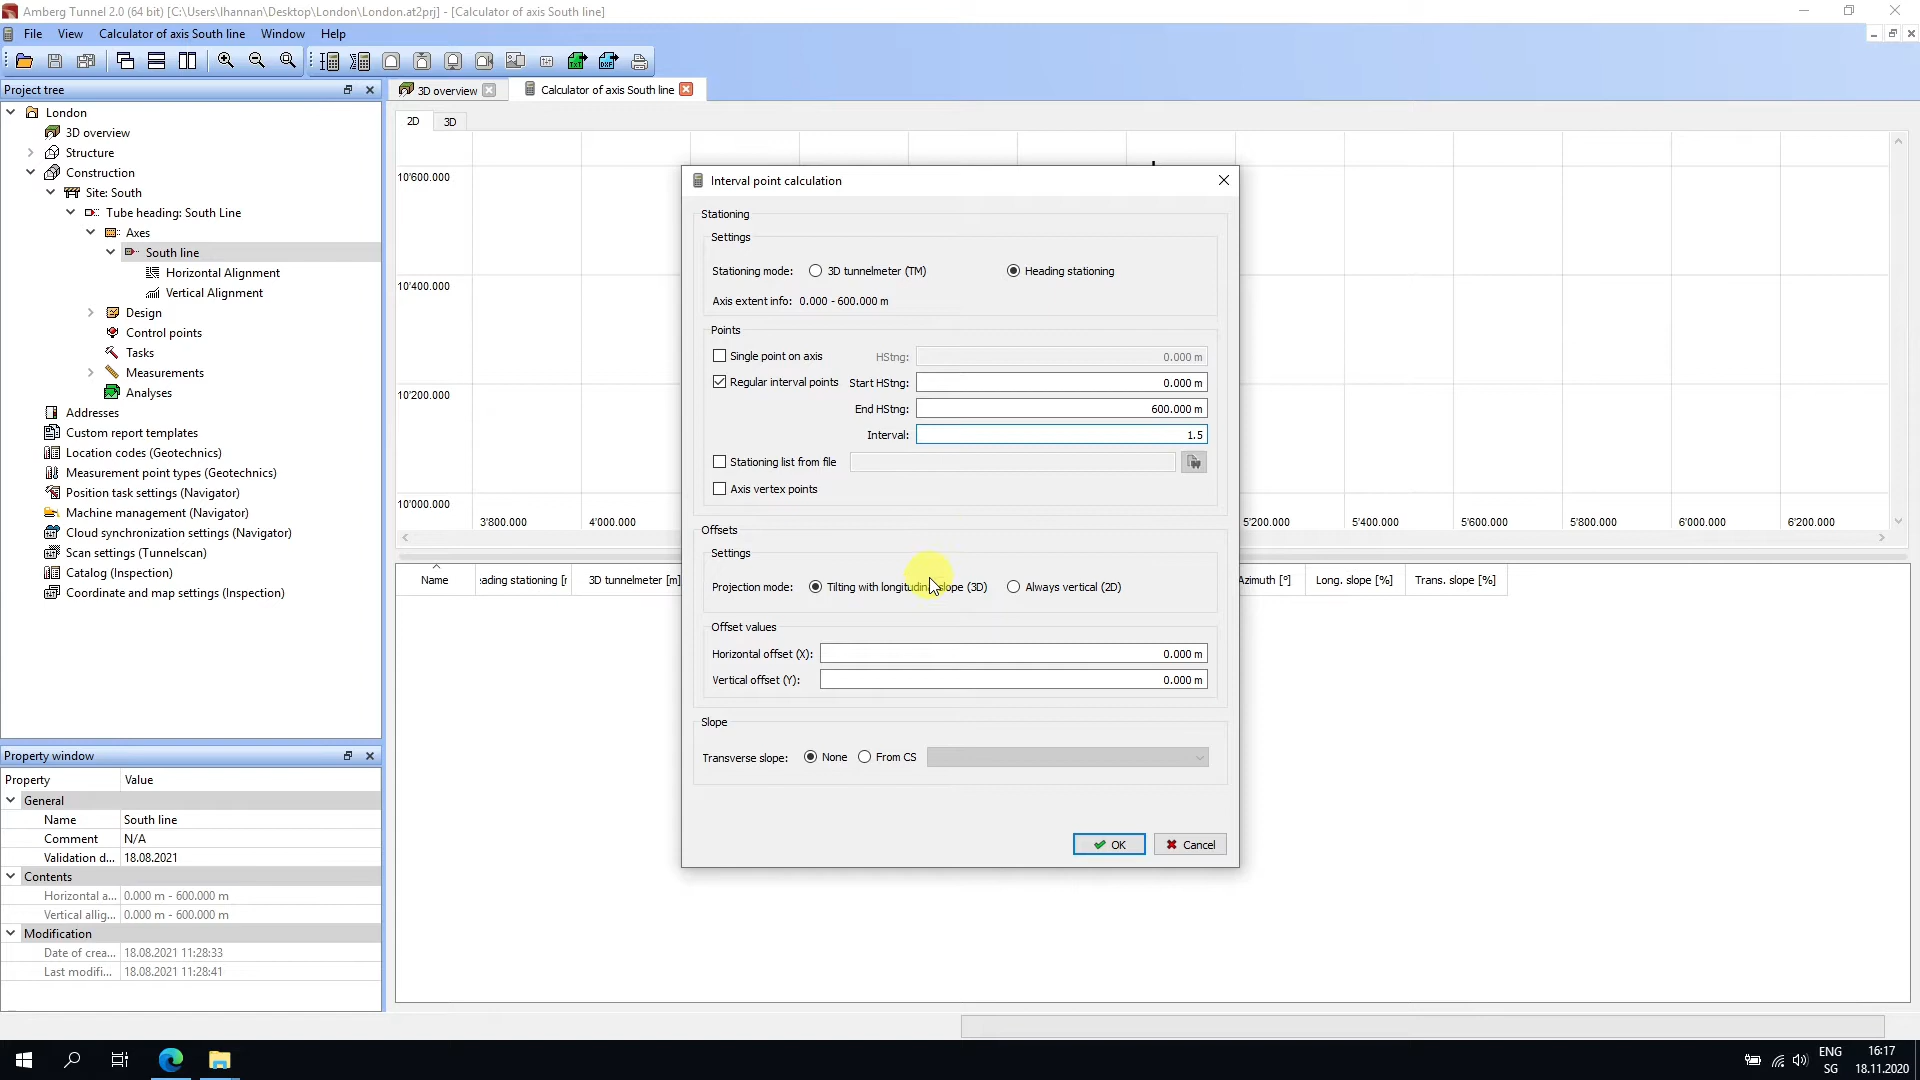 Amberg Tunnel 2.0 (64 bit) [C:\Users\lhannan\Desktop\London\London.at2prj] - [Calculator of axis South line]
File View Calculator of axis South line Window Help
Project tree
3D overview
Calculator of axis South line
2D 3D
London
3D overview
Structure
Construction
Site: South
Tube heading: South Line
Axes
South line
Horizontal Alignment
Vertical Alignment
Design
Control points
Tasks
Measurements
Analyses
Addresses
Custom report templates
Location codes (Geotechnics)
Measurement point types (Geotechnics)
Position task settings (Navigator)
Machine management (Navigator)
Cloud synchronization settings (Navigator)
Scan settings (Tunnelscan)
Catalog (Inspection)
Coordinate and map settings (Inspection)
Property window
Property Value
General
Name South line
Comment N/A
Validation d... 18.08.2021
Contents
Horizontal a... 0.000 m - 600.000 m
Vertical allig... 0.000 m - 600.000 m
Modification
Date of crea... 18.08.2021 11:28:33
Last modifi... 18.08.2021 11:28:41
10'600.000
10'400.000
10'200.000
10'000.000
3'800.000 4'000.000 5'200.000 5'400.000 5'600.000 5'800.000 6'000.000 6'200.000
Name eading stationing [r 3D tunnelmeter [m] Azimuth [º] Long. slope [%] Trans. slope [%]
Interval point calculation
Stationing
Settings
Stationing mode: 3D tunnelmeter (TM) Heading stationing
Axis extent info: 0.000 - 600.000 m
Points
Single point on axis HStng: 0.000 m
Regular interval points Start HStng: 0.000 m
End HStng: 600.000 m
Interval: 1.5
Stationing list from file
Axis vertex points
Offsets
Settings
Projection mode: Tilting with longitudinal slope (3D) Always vertical (2D)
Offset values
Horizontal offset (X): 0.000 m
Vertical offset (Y): 0.000 m
Slope
Transverse slope: None From CS
OK Cancel
TXT
DXF
ENG
SG
16:17
18.11.2020